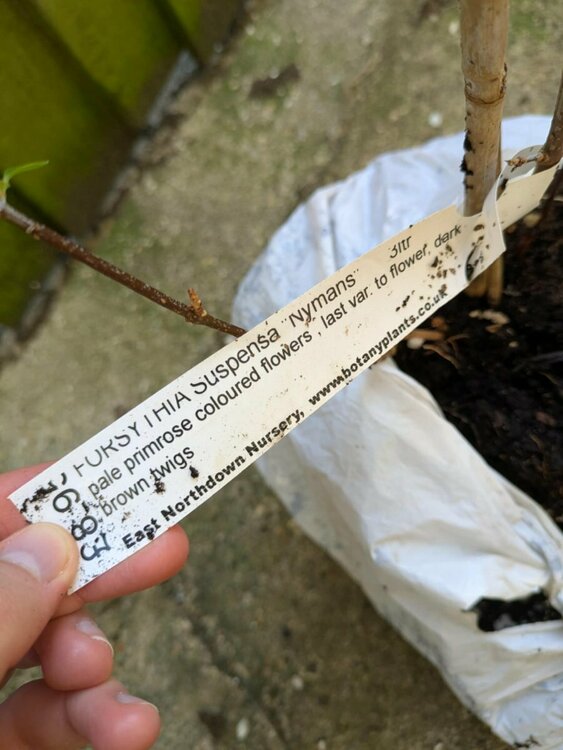 FORSYTHIA Suspensa "Nymans" 3ltr
pale primrose coloured flowers, last var. to flower, dark
brown twigs
East Northdown Nursery, www.botanyplants.co.uk